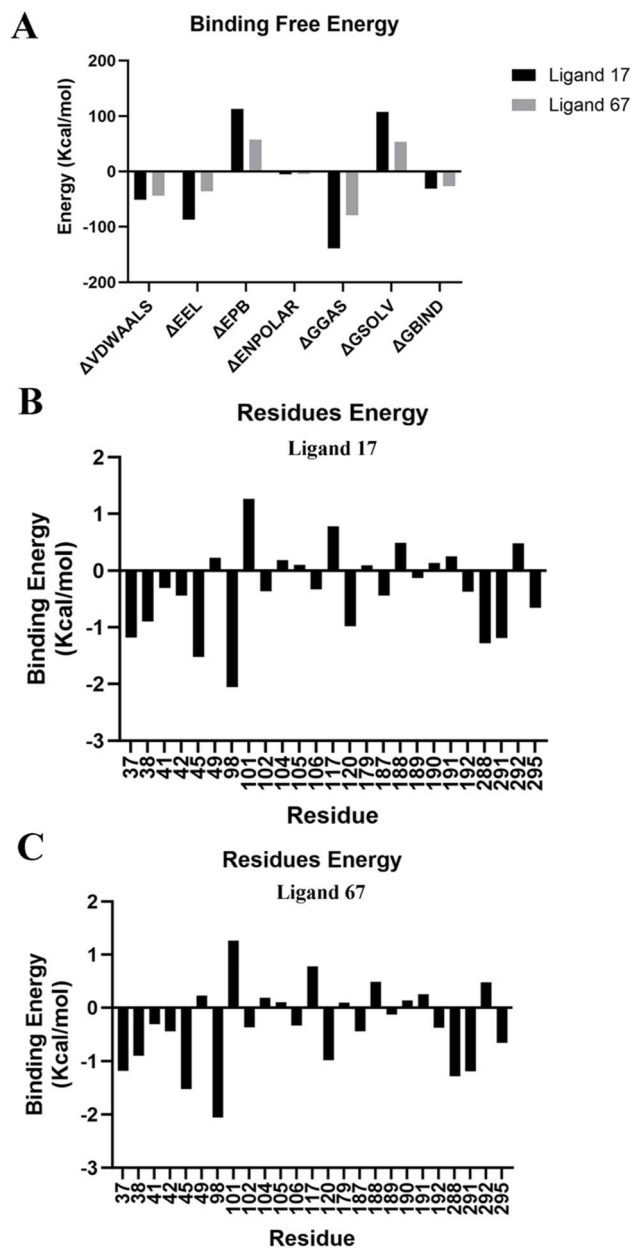 A
Binding Free Energy
Ligand 17
Ligand 67
Energy (Kcal/mol)
200
100
0
-100
-200
ΔVDWAALS
ΔEEL
ΔEPB
ΔENPOLAR
ΔGGAS
ΔGSOLV
ΔGBIND
B
Residues Energy
Ligand 17
Binding Energy
(Kcal/mol)
2
1
0
-1
-2
-3
37 38 41 42 45 49 98 101 102 104 105 106 117 120 179 187 188 189 190 191 192 288 291 292 295
Residue
C
Residues Energy
Ligand 67
Binding Energy
(Kcal/mol)
2
1
0
-1
-2
-3
37 38 41 42 45 49 98 101 102 104 105 106 117 120 179 187 188 189 190 191 192 288 291 292 295
Residue